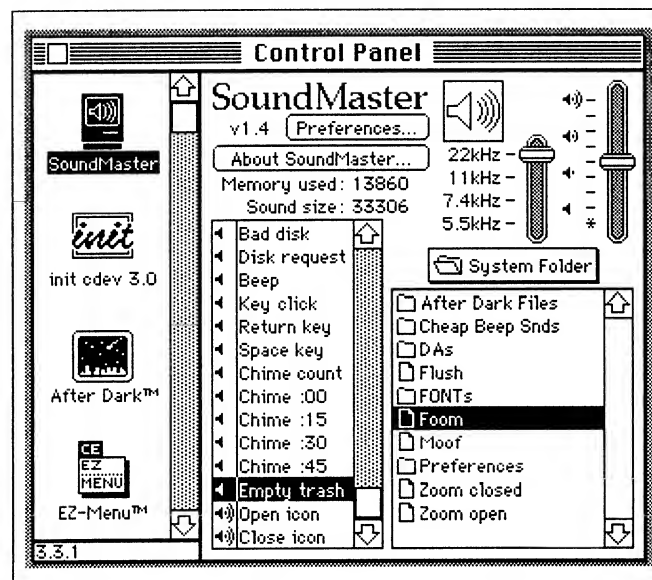 Control Panel
SoundMaster
init
init cdev 3.0
After Dark™
CE
EZ
MENU
EZ-Menu™
3.3.1
SoundMaster
v1.4 Preferences...
About SoundMaster...
Memory used: 13860
Sound size: 33306
22kHz
11kHz
7.4kHz
5.5kHz
*
Bad disk
Disk request
Beep
Key click
Return key
Space key
Chime count
Chime :00
Chime :15
Chime :30
Chime :45
Empty trash
Open icon
Close icon
System Folder
After Dark Files
Cheap Beep Snds
DAs
Flush
FONTs
Foom
Moof
Preferences
Zoom closed
Zoom open